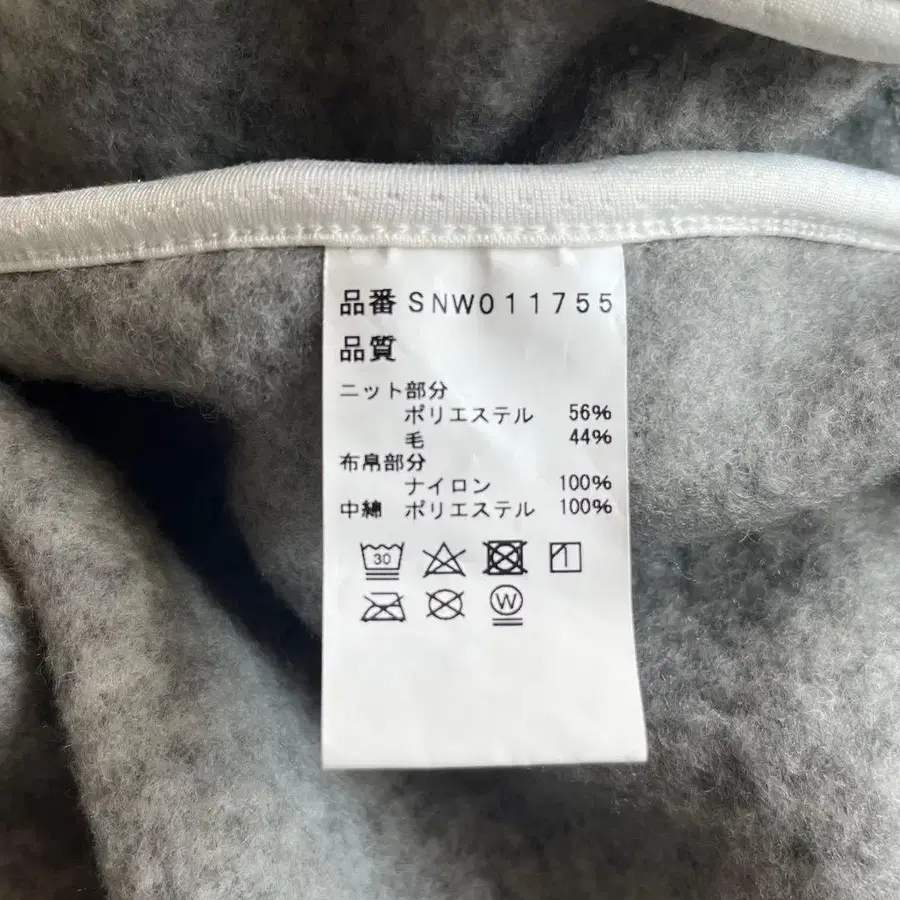 品番 SNW011755
品質
ニット部分
ポリエステル 56%
毛 44%
布帛部分
ナイロン 100%
中綿 ポリエステル 100%
30
W